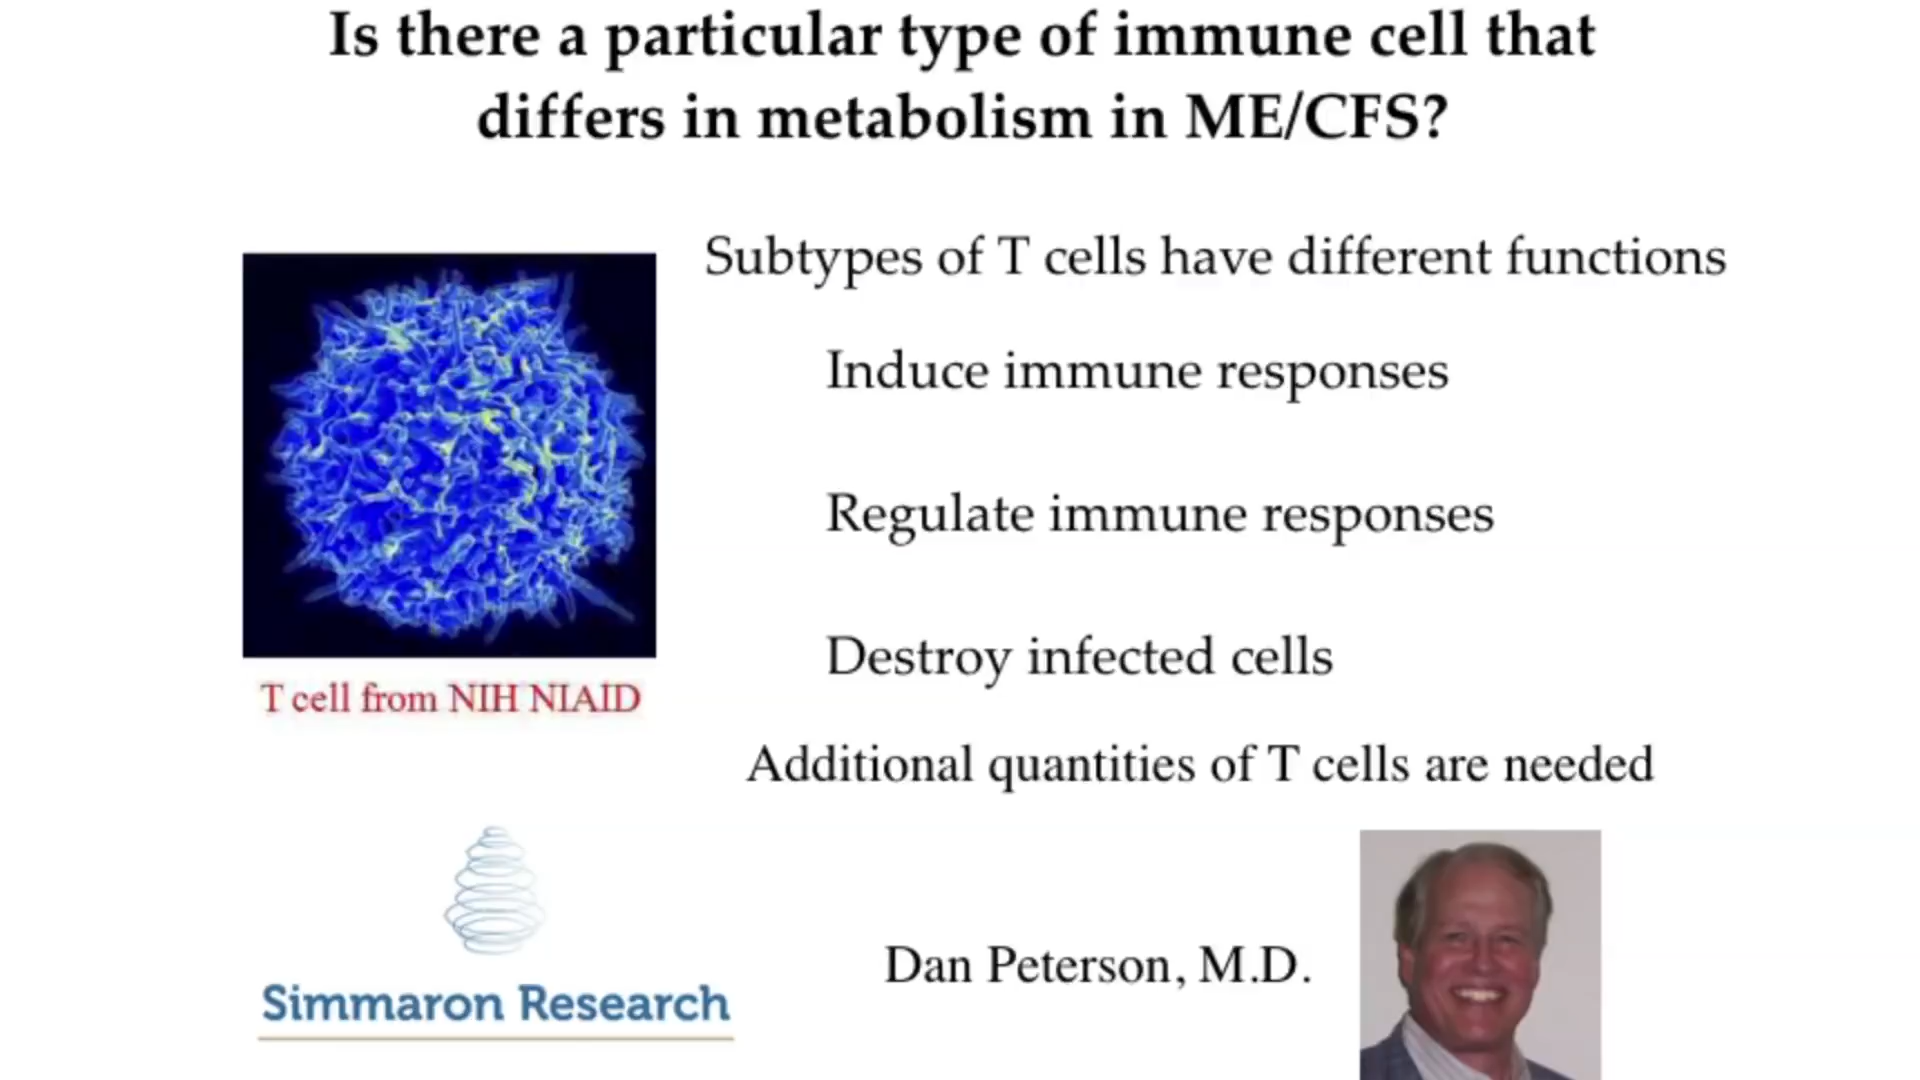 Is there a particular type of immune cell that
differs in metabolism in ME/CFS?
Subtypes of T cells have different functions
Induce immune responses
Regulate immune responses
Destroy infected cells
T cell from NIH NIAID
Additional quantities of T cells are needed
Dan Peterson, M.D.
Simmaron Research